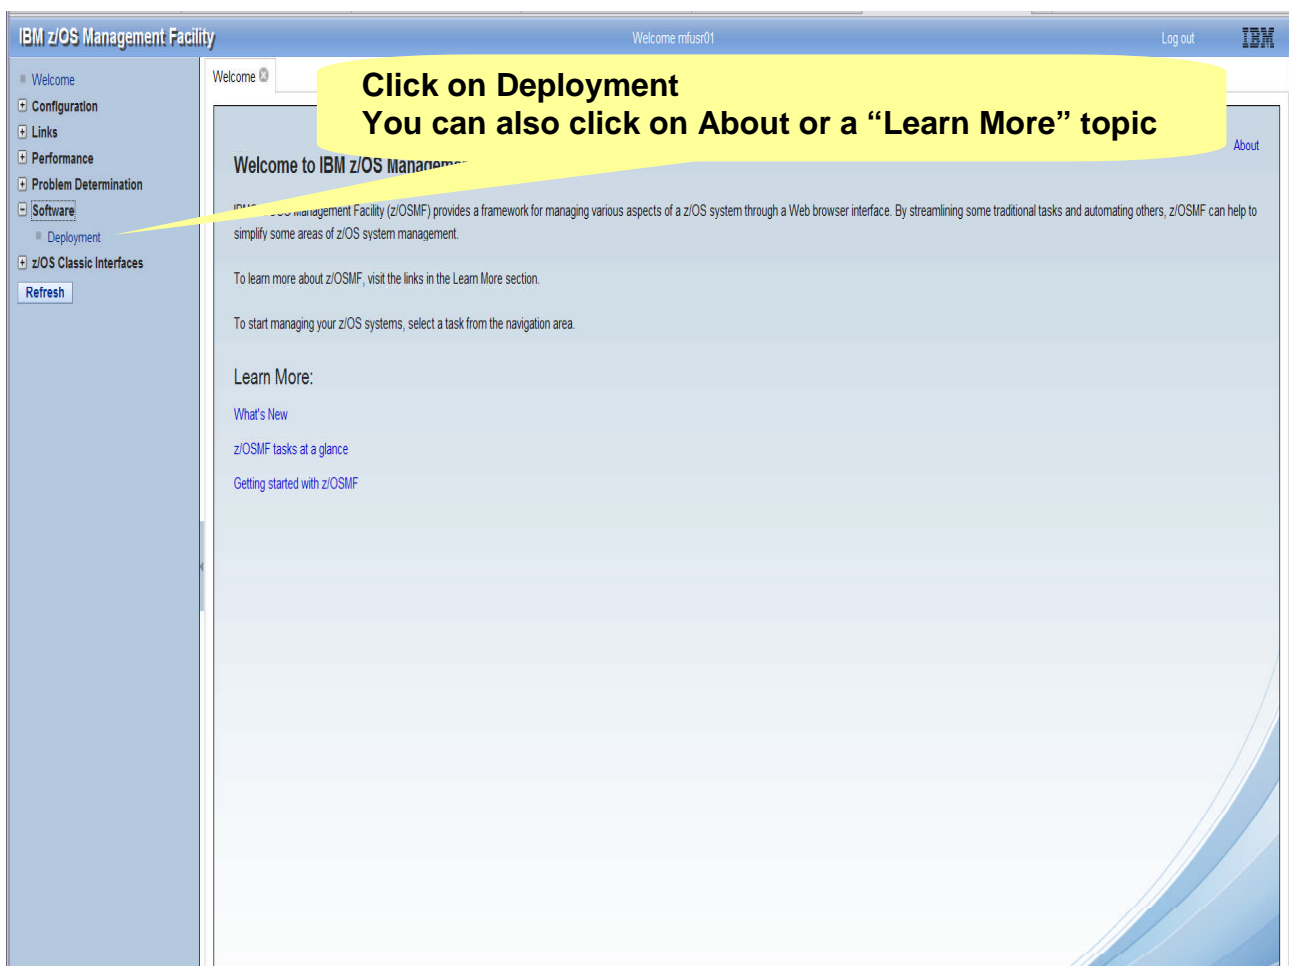 IBM z/OS Management Facility
Welcome mfusr01
Log out
IBM
Welcome
Configuration
Links
Performance
Problem Determination
Software
Deployment
z/OS Classic Interfaces
Refresh
Welcome
Click on Deployment
You can also click on About or a “Learn More” topic
About
Welcome to IBM z/OS
Management Facility (z/OSMF) provides a framework for managing various aspects of a z/OS system through a Web browser interface. By streamlining some traditional tasks and automating others, z/OSMF can help to
simplify some areas of z/OS system management.
To learn more about z/OSMF, visit the links in the Learn More section.
To start managing your z/OS systems, select a task from the navigation area.
Learn More:
What's New
z/OSMF tasks at a glance
Getting started with z/OSMF